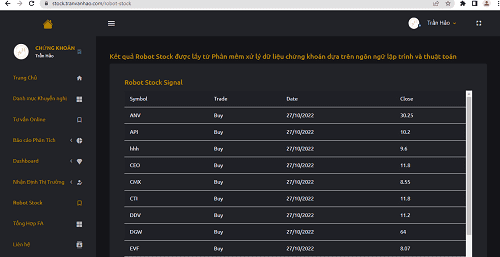 stock.tranvanhao.com/robot-stock
CHỨNG KHOÁN
Trần Hảo
Trần Hảo
Trang Chủ
Danh mục Khuyến nghị
Tư vấn Online
Báo cáo Phân Tích
Dashboard
Nhận Định Thị Trường
Robot Stock
Tổng Hợp FA
Liên hệ
Kết quả Robot Stock được lấy từ Phần mềm xử lý dữ liệu chứng khoán dựa trên ngôn ngữ lập trình và thuật toán
Robot Stock Signal
Symbol Trade Date Close
ANV Buy 27/10/2022 30.25
API Buy 27/10/2022 10.2
hhh Buy 27/10/2022 9.6
CEO Buy 27/10/2022 11.8
CMX Buy 27/10/2022 8.55
CTI Buy 27/10/2022 11.8
DDV Buy 27/10/2022 11.2
DGW Buy 27/10/2022 64
EVF Buy 27/10/2022 8.07